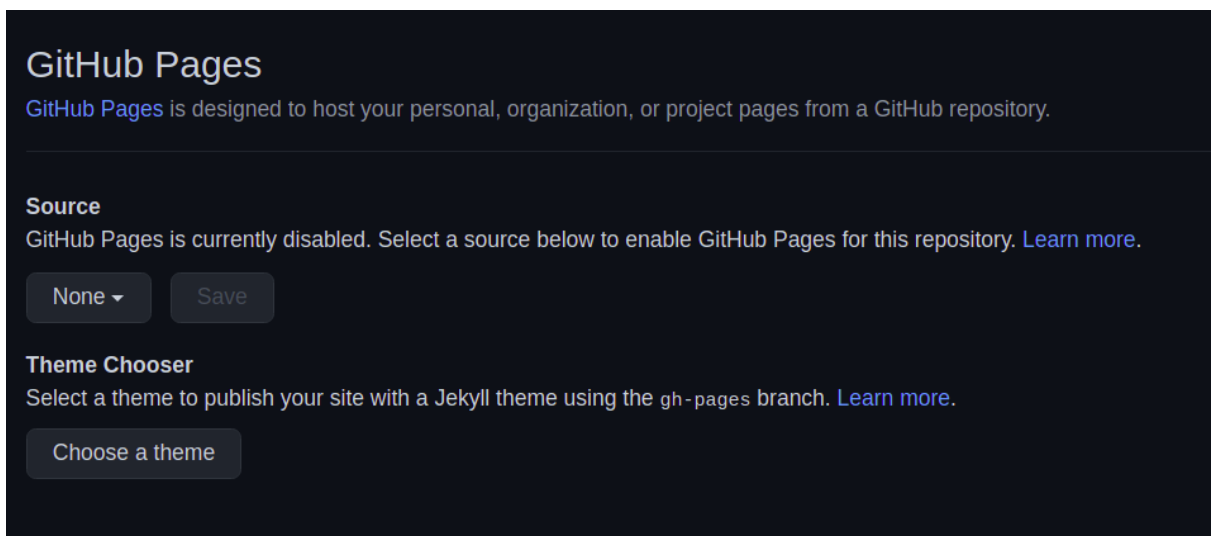 GitHub Pages
GitHub Pages is designed to host your personal, organization, or project pages from a GitHub repository.
Source
GitHub Pages is currently disabled. Select a source below to enable GitHub Pages for this repository. Learn more.
None Save
Theme Chooser
Select a theme to publish your site with a Jekyll theme using the gh-pages branch. Learn more.
Choose a theme